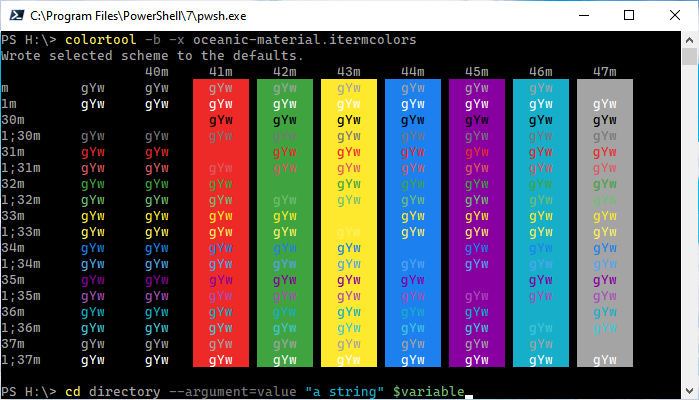 C:\Program Files\PowerShell\7\pwsh.exe
PS H:\> colortool -b -x oceanic-material.itermcolors
Wrote selected scheme to the defaults.
40m 41m 42m 43m 44m 45m 46m 47m
m gYw gYw gYw gYw gYw gYw gYw gYw gYw
1m gYw gYw gYw gYw gYw gYw gYw gYw gYw
30m gYw gYw gYw gYw gYw gYw gYw
1;30m gYw gYw gYw gYw gYw gYw gYw gYw gYw
31m gYw gYw gYw gYw gYw gYw gYw gYw
1;31m gYw gYw gYw gYw gYw gYw gYw gYw gYw
32m gYw gYw gYw gYw gYw gYw gYw gYw
1;32m gYw gYw gYw gYw gYw gYw gYw gYw gYw
33m gYw gYw gYw gYw gYw gYw gYw gYw
1;33m gYw gYw gYw gYw gYw gYw gYw gYw gYw
34m gYw gYw gYw gYw gYw gYw gYw gYw
1;34m gYw gYw gYw gYw gYw gYw gYw gYw gYw
35m gYw gYw gYw gYw gYw gYw gYw gYw
1;35m gYw gYw gYw gYw gYw gYw gYw gYw gYw
36m gYw gYw gYw gYw gYw gYw gYw gYw
1;36m gYw gYw gYw gYw gYw gYw gYw gYw gYw
37m gYw gYw gYw gYw gYw gYw gYw gYw
1;37m gYw gYw gYw gYw gYw gYw gYw gYw gYw
PS H:\> cd directory --argument=value "a string" $variable